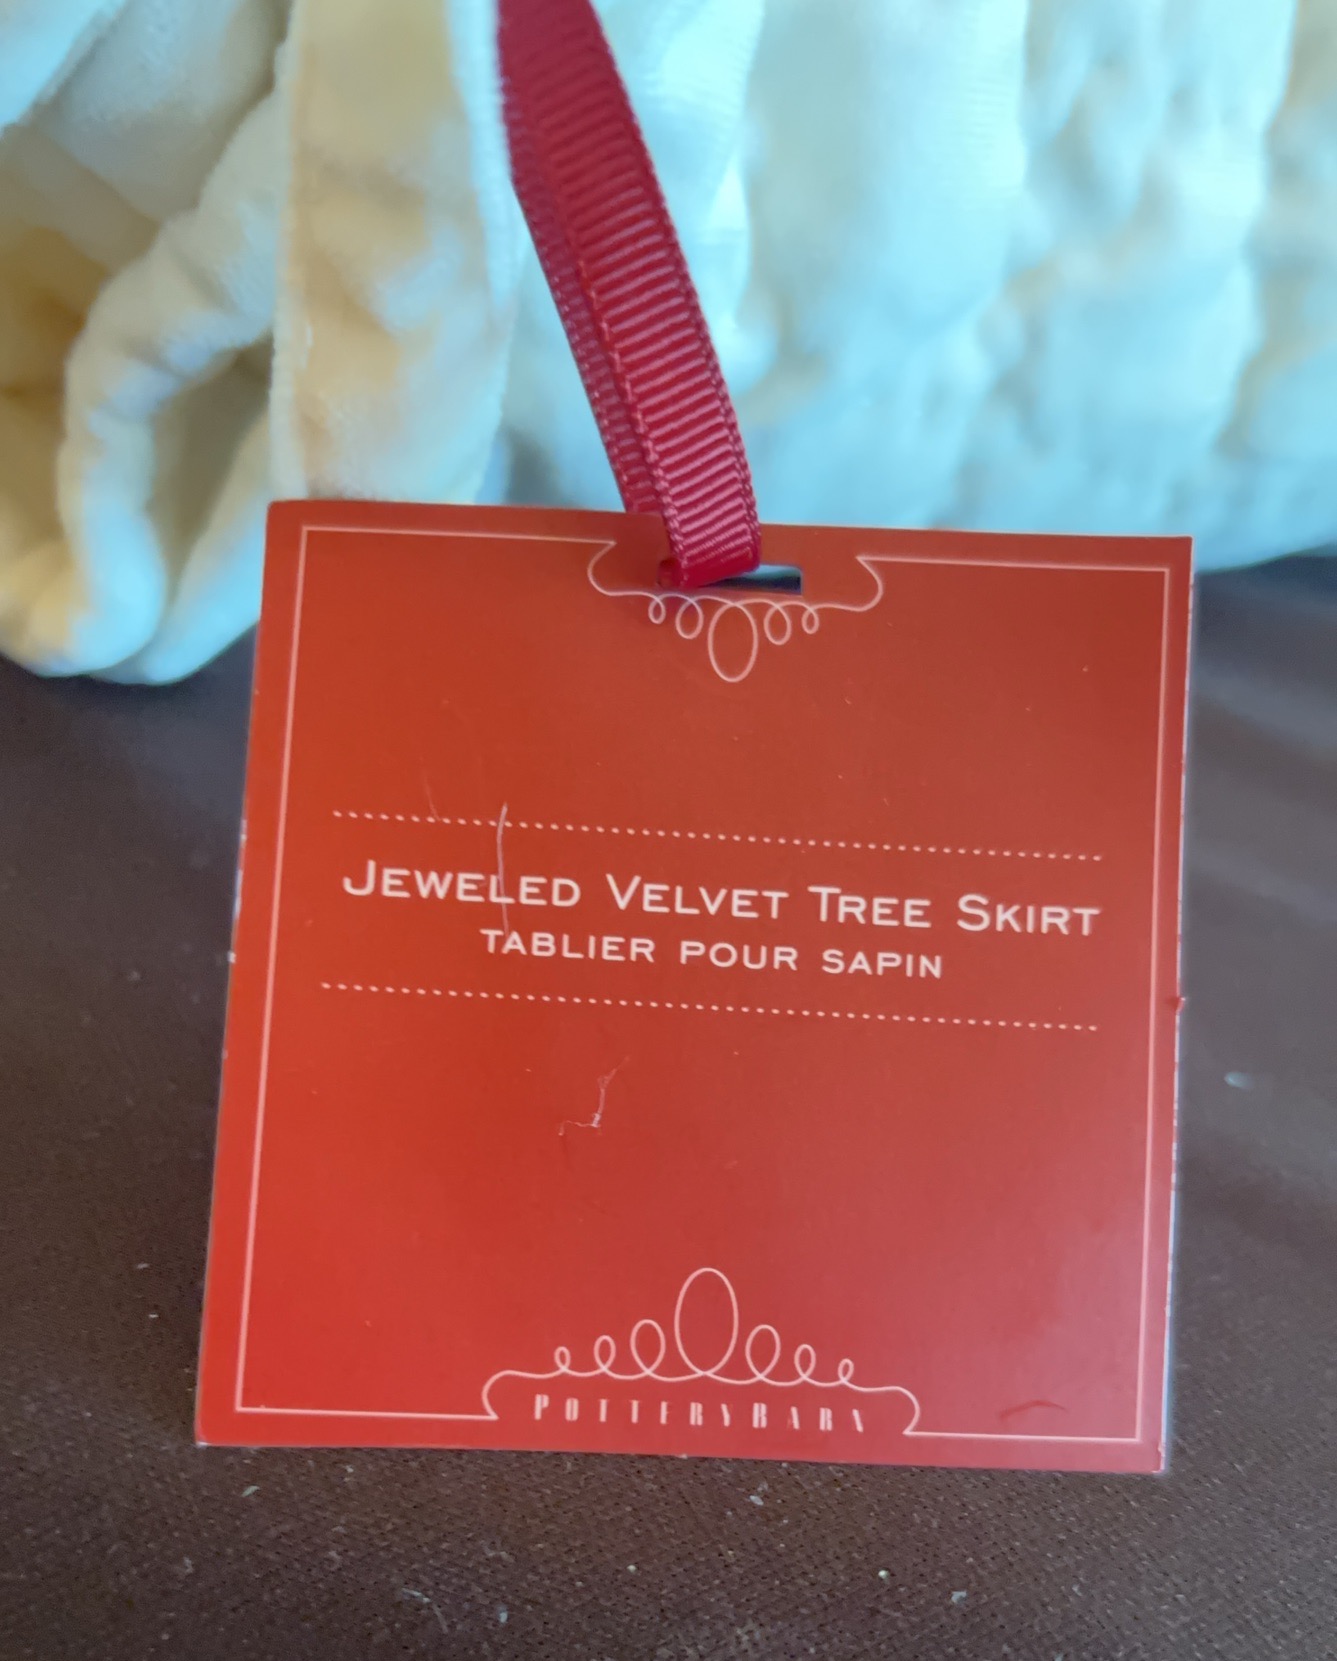 JEWELED VELVET TREE SKIRT
TABLIER POUR SAPIN
POTTERYBARN